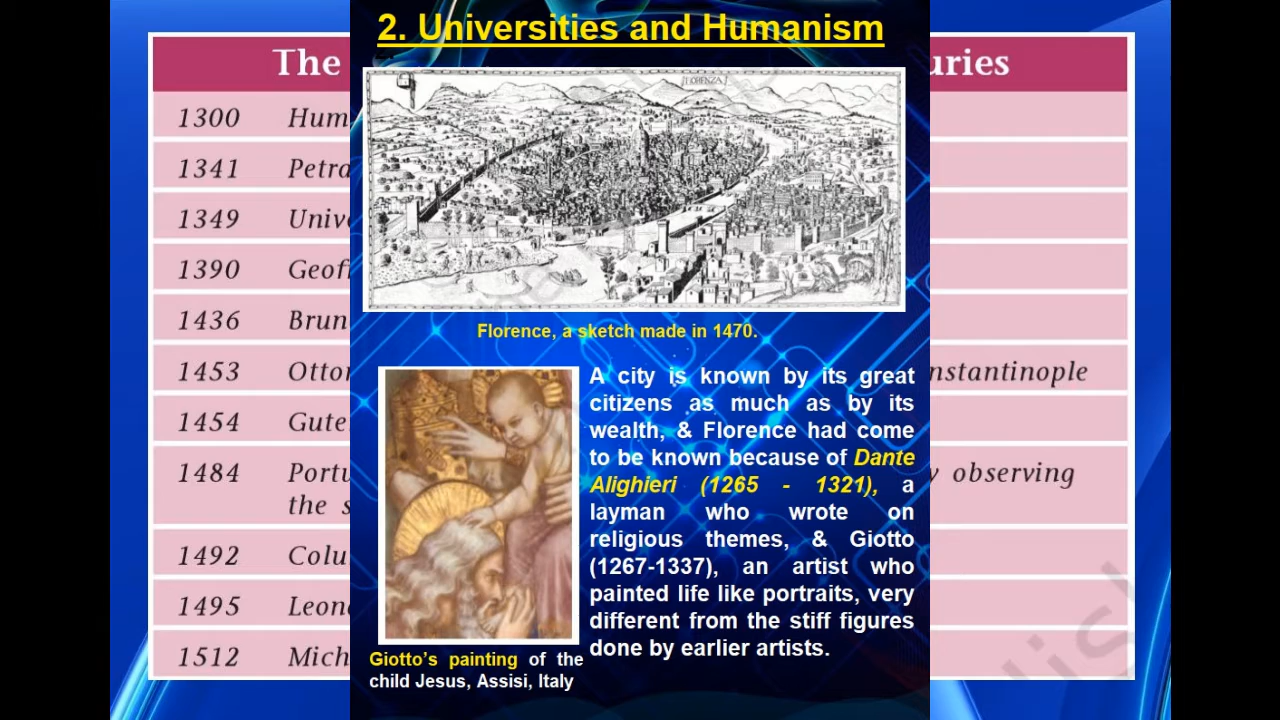 2. Universities and Humanism
The
uries
1300 Hum
1341 Petra
1349 Unive
1390 Geof
1436 Brun
1453 Ottor
nstantinople
1454 Gute
1484 Portu
y observing
the s
1492 Colu
1495 Leon
1512 Mich
FIORENZA
Florence, a sketch made in 1470.
A city is known by its great
citizens as much as by its
wealth, & Florence had come
to be known because of Dante
Alighieri (1265 - 1321), a
layman who wrote on
religious themes, & Giotto
(1267-1337), an artist who
painted life like portraits, very
different from the stiff figures
done by earlier artists.
Giotto's painting of the
child Jesus, Assisi, Italy